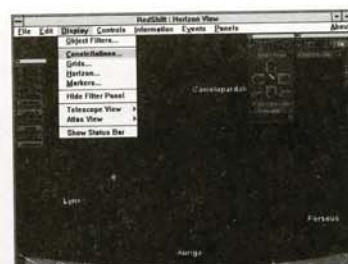 RedShift : Horizon View
File Edit Display Controls Information Events Panels About
Object Filters...
Constellations...
Grids...
Horizon...
Markers...
Hide Filter Panel
Telescope View
Atlas View
Show Status Bar
Camelopardalis
Lynx
Perseus
Auriga